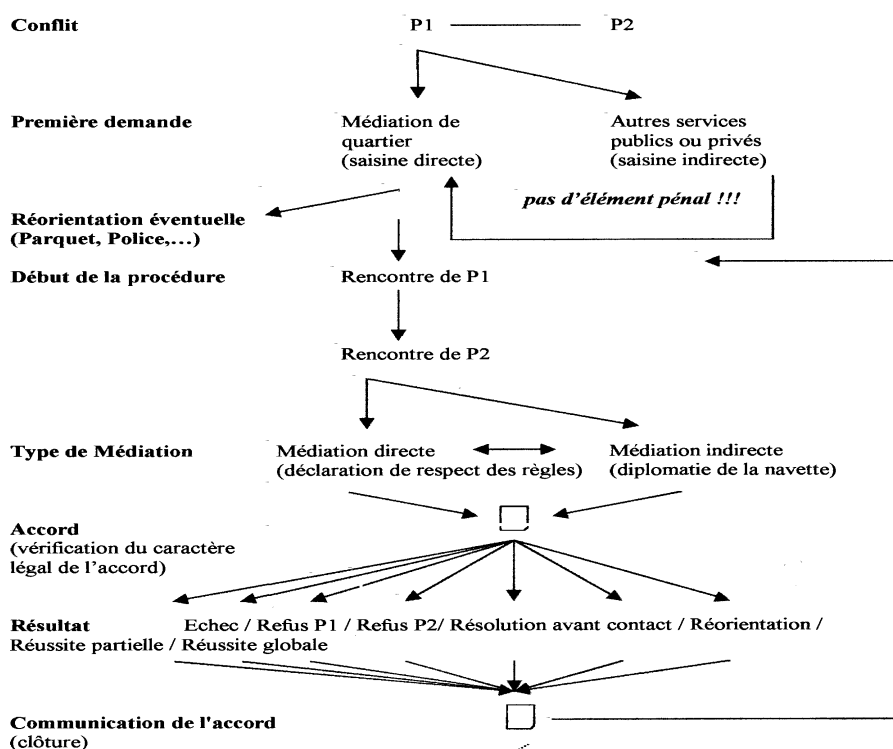 Conflit P1 P2
Première demande Médiation de Autres services
quartier publics ou privés
(saisine directe) (saisine indirecte)
pas d'élément pénal !!!
Réorientation éventuelle
(Parquet, Police,…)
Début de la procédure Rencontre de P1
Rencontre de P2
Type de Médiation Médiation directe Médiation indirecte
(déclaration de respect des règles) (diplomatie de la navette)
Accord
(vérification du caractère
légal de l'accord)
Résultat Echec / Refus P1 / Refus P2/ Résolution avant contact / Réorientation /
Réussite partielle / Réussite globale
Communication de l'accord
(clôture)